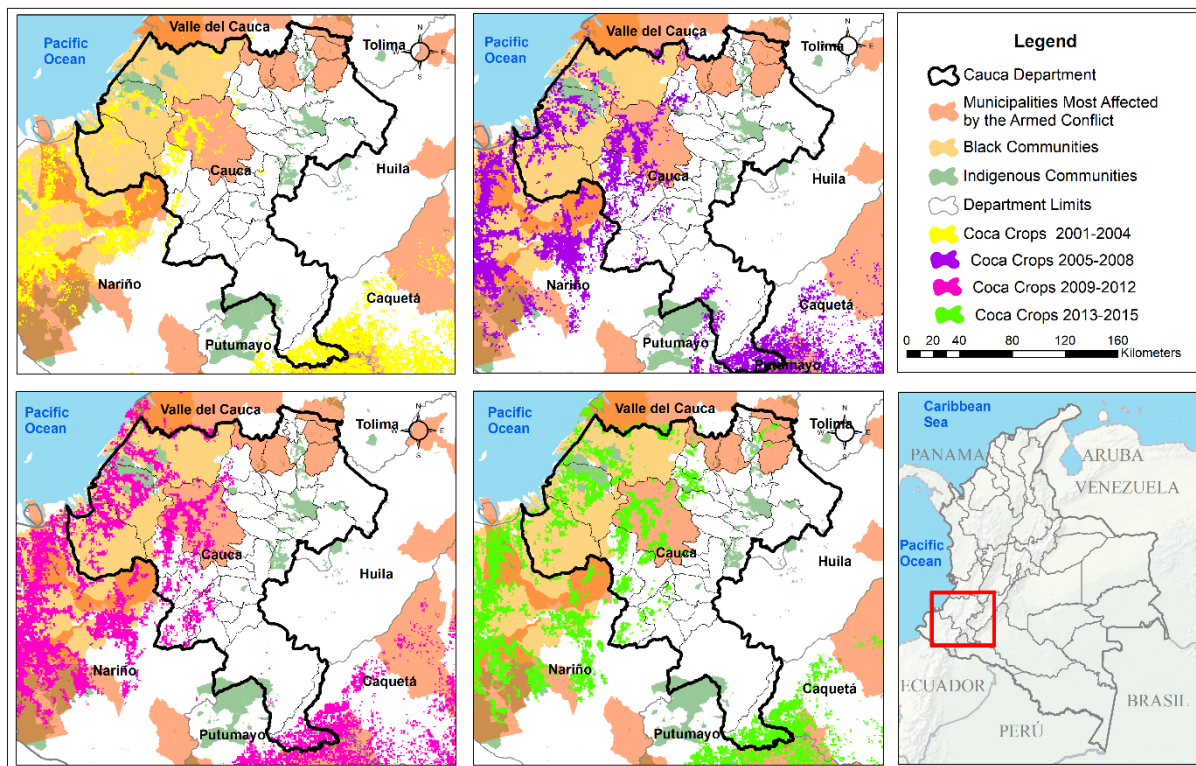 Pacific
Ocean
Valle del Cauca
Tolima
N
W
E
S
Huila
Cauca
Nariño
Caquetá
Putumayo
Pacific
Ocean
Valle del Cauca
Tolima
N
W
E
S
Huila
Cauca
Nariño
Caquetá
Putumayo
Putumayo
Legend
Cauca Department
Municipalities Most Affected
by the Armed Conflict
Black Communities
Indigenous Communities
Department Limits
Coca Crops 2001-2004
Coca Crops 2005-2008
Coca Crops 2009-2012
Coca Crops 2013-2015
0 20 40 80 120 160
Kilometers
Pacific
Ocean
Valle del Cauca
Tolima
N
W
E
S
Huila
Cauca
Nariño
Caquetá
Putumayo
Pacific
Ocean
Valle del Cauca
Tolima
N
W
E
S
Huila
Cauca
Nariño
Caquetá
Putumayo
Caribbean
Sea
PANAMA
ARUBA
VENEZUELA
Pacific
Ocean
ECUADOR
BRASIL
PERÚ